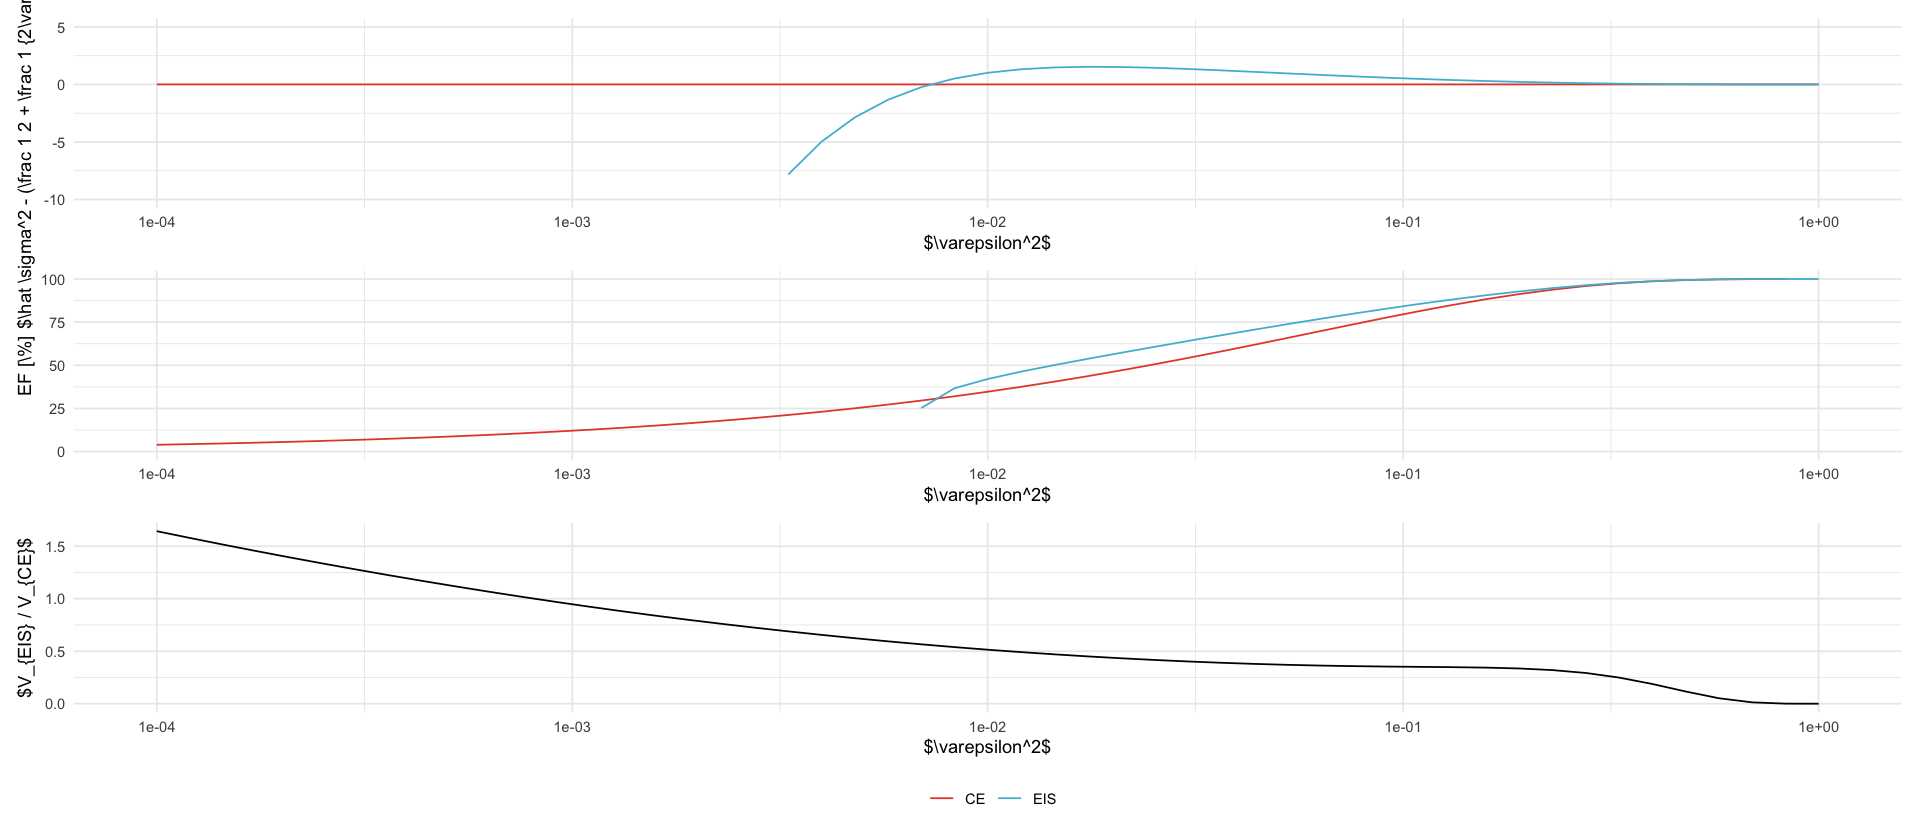 $\hat \sigma^2 - (\frac 1 2 + \frac 1 {2\var
5
0
-5
-10
1e-04 1e-03 1e-02 1e-01 1e+00
$\varepsilon^2$
EF [\%]
100
75
50
25
0
1e-04 1e-03 1e-02 1e-01 1e+00
$\varepsilon^2$
$V_{EIS} / V_{CE}$
1.5
1.0
0.5
0.0
1e-04 1e-03 1e-02 1e-01 1e+00
$\varepsilon^2$
CE EIS